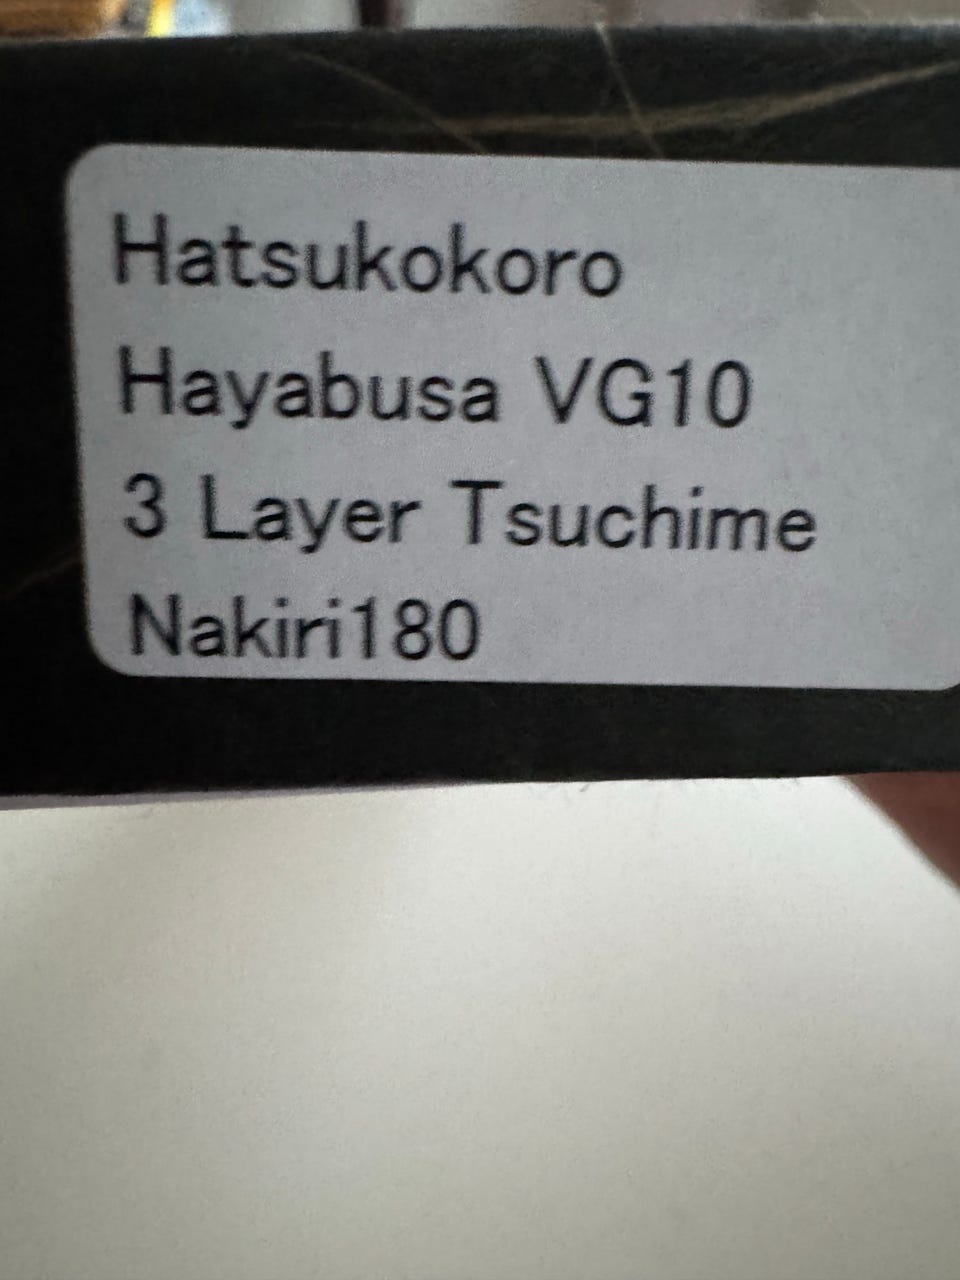 Hatsukokoro
Hayabusa VG10
3 Layer Tsuchime
Nakiri180